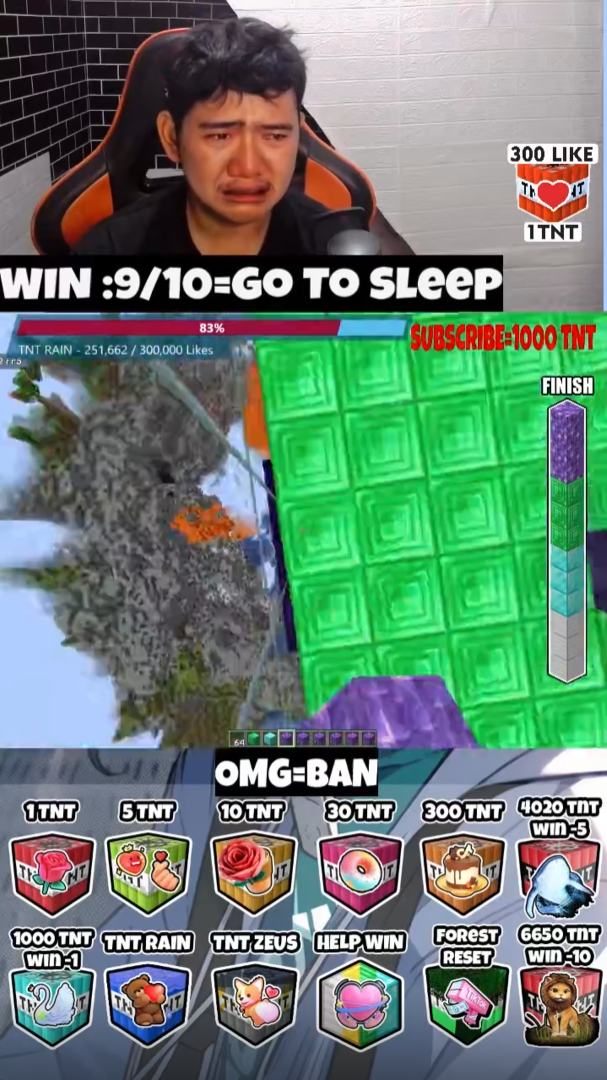 300 LIKE
1 TNT
WIN :9/10=GO TO SLEEP
83%
TNT RAIN - 251,662 / 300,000 Likes
SUBSCRIBE=1000 TNT
FINISH
64
OMG=BAN
1 TNT
5 TNT
10 TNT
30 TNT
300 TNT
4020 TNT
WIN -5
1000 TNT
WIN -1
TNT RAIN
TNT ZEUS
HELP WIN
FOREST
RESET
6650 TNT
WIN -10